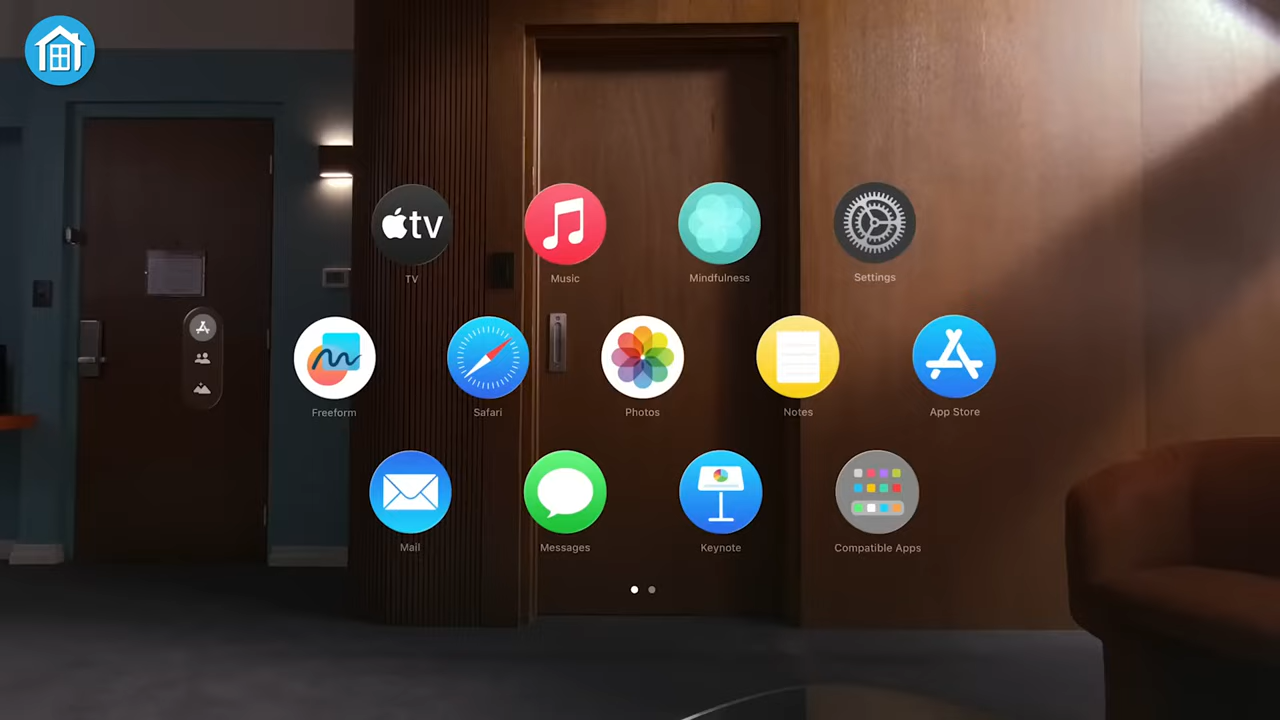 tv
TV
Music
Mindfulness
Settings
Freeform
Safari
Photos
Notes
App Store
Mail
Messages
Keynote
Compatible Apps